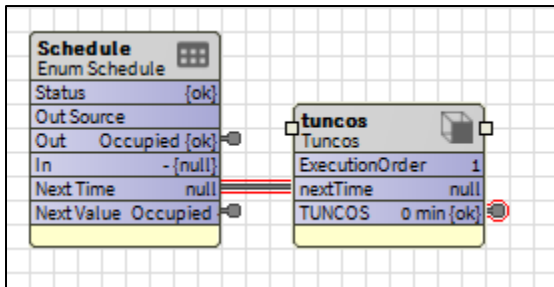 Schedule
Enum Schedule
Status {ok}
Out Source
Out Occupied {ok}
In - {null}
Next Time null
Next Value Occupied
tuncos
Tuncos
ExecutionOrder 1
nextTime null
TUNCOS 0 min {ok}